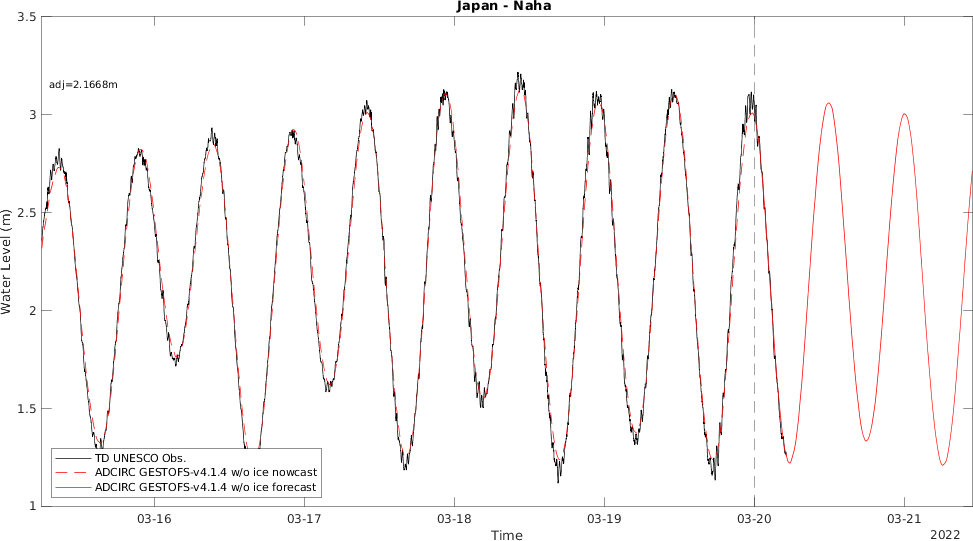 Japan - Naha
3.5
adj=2.1668m
3
2.5
Water Level (m)
2
1.5
TD UNESCO Obs.
ADCIRC GESTOFS-v4.1.4 w/o ice nowcast
ADCIRC GESTOFS-v4.1.4 w/o ice forecast
1
03-16
03-17
03-18
03-19
03-20
03-21
Time
2022